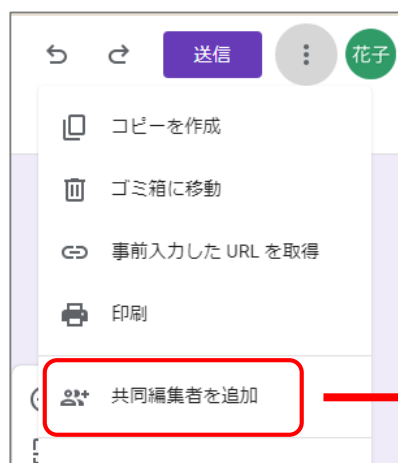 送信
花子
コピーを作成
ゴミ箱に移動
事前入力した URL を取得
印刷
共同編集者を追加